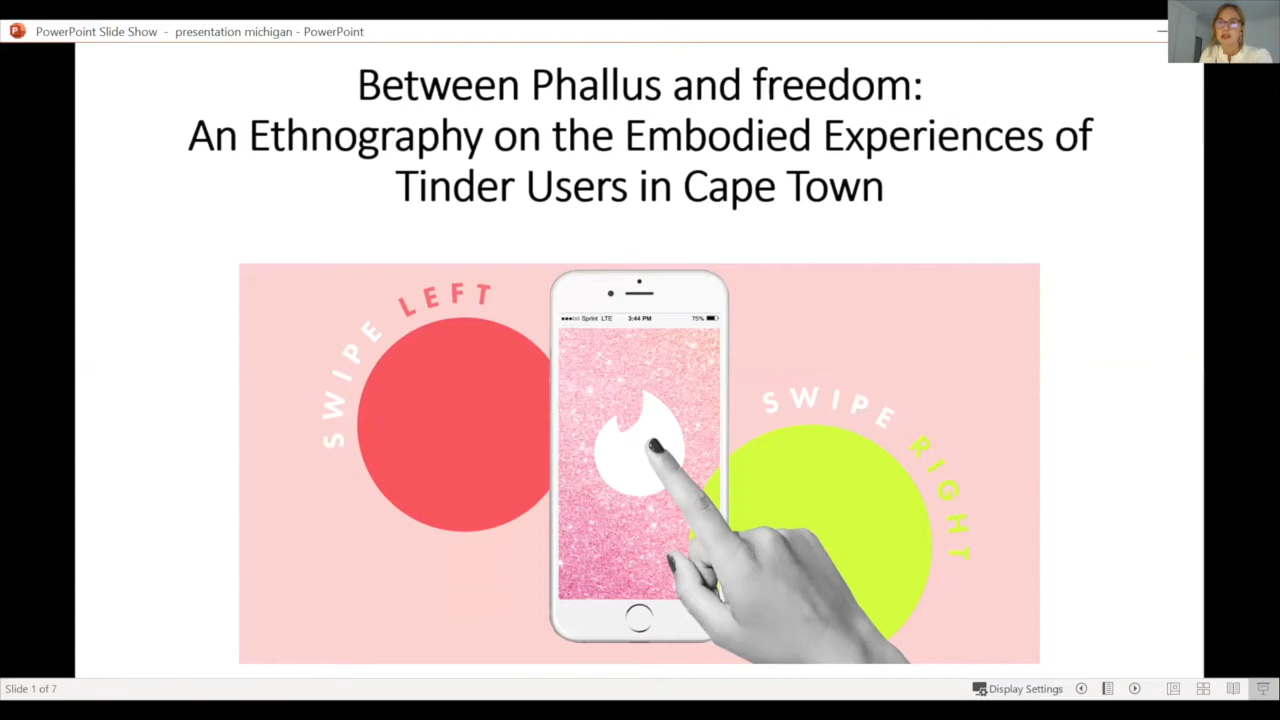 PowerPoint Slide Show - presentation michigan - PowerPoint
Between Phallus and freedom:
An Ethnography on the Embodied Experiences of
Tinder Users in Cape Town
SWIPE LEFT
Sprint LTE 3:44 PM 75%
SWIPE RIGHT
Slide 1 of 7
Display Settings